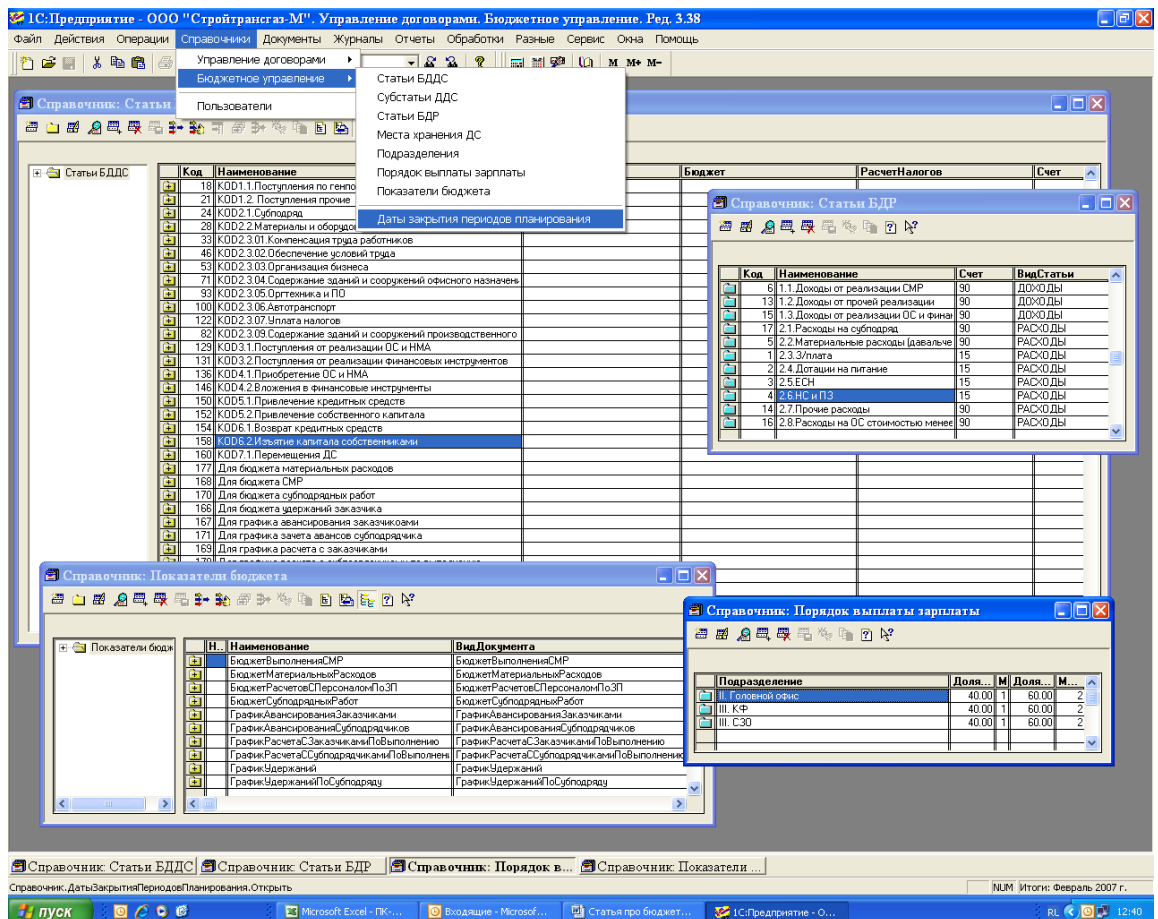 1С:Предприятие - ООО "Стройтрансгаз-М". Управление договорами. Бюджетное управление. Ред. 3.38
Файл Действия Операции Справочники Документы Журналы Отчеты Обработки Разные Сервис Окна Помощь
M M+ M-
Управление договорами
Бюджетное управление
Пользователи
Статьи БДДС
Субстатьи ДДС
Статьи БДР
Места хранения ДС
Подразделения
Порядок выплаты зарплаты
Показатели бюджета
Даты закрытия периодов планирования
Справочник: Статьи
Статьи БДДС
Код Наименование Бюджет РасчетНалогов Счет
18 KOD1.1.Поступления по генпо
21 KOD1.2. Поступления прочие
24 KOD2.1.Субподряд
28 KOD2.2.Материалы и оборудо
33 KOD2.3.01.Компенсация труда работников
46 KOD2.3.02.Обеспечение условий труда
53 KOD2.3.03.Организация бизнеса
71 KOD2.3.04.Содержание зданий и сооружений офисного назначен
93 KOD2.3.05.Оргтехника и ПО
100 KOD2.3.06.Автотранспорт
122 KOD2.3.07.Уплата налогов
82 KOD2.3.09.Содержание зданий и сооружений производственного
129 KOD3.1.Поступления от реализации ОС и НМА
131 KOD3.2.Поступления от реализации финансовых инструментов
136 KOD4.1.Приобретение ОС и НМА
146 KOD4.2.Вложения в финансовые инструменты
150 KOD5.1.Привлечение кредитных средств
152 KOD5.2.Привлечение собственного капитала
154 KOD6.1.Возврат кредитных средств
158 KOD6.2.Изъятие капитала собственниками
160 KOD7.1.Перемещения ДС
177 Для бюджета материальных расходов
168 Для бюджета СМР
170 Для бюджета субподрядных работ
166 Для бюджета удержаний заказчика
167 Для графика авансирования заказчикоами
171 Для графика зачета авансов субподрядчика
169 Для графика расчета с заказчиками
Справочник: Статьи БДР
Код Наименование Счет ВидСтатьи
6 1.1.Доходы от реализации СМР 90 ДОХОДЫ
13 1.2.Доходы от прочей реализации 90 ДОХОДЫ
15 1.3.Доходы от реализации ОС и финан 90 ДОХОДЫ
17 2.1.Расходы на субподряд 90 РАСХОДЫ
5 2.2.Материальные расходы (давальче 90 РАСХОДЫ
1 2.3.З/плата 15 РАСХОДЫ
2 2.4.Дотации на питание 15 РАСХОДЫ
3 2.5.ЕСН 15 РАСХОДЫ
4 2.6.НС и ПЗ 15 РАСХОДЫ
14 2.7.Прочие расходы 90 РАСХОДЫ
16 2.8.Расходы на ОС стоимостью менее 90 РАСХОДЫ
Справочник: Показатели бюджета
Показатели бюдж
Н.. Наименование ВидДокумента
БюджетВыполненияСМР БюджетВыполненияСМР
БюджетМатериальныхРасходов БюджетМатериальныхРасходов
БюджетРасчетовСПерсоналомПоЗП БюджетРасчетовСПерсоналомПоЗП
БюджетСубподрядныхРабот БюджетСубподрядныхРабот
ГрафикАвансированияЗаказчиками ГрафикАвансированияЗаказчиками
ГрафикАвансированияСубподрядчиков ГрафикАвансированияСубподрядчиков
ГрафикРасчетаСЗаказчикамиПоВыполнению ГрафикРасчетаСЗаказчикамиПоВыполнению
ГрафикРасчетаССубподрядчикамиПоВыполнени ГрафикРасчетаССубподрядчикамиПоВыполнению
ГрафикУдержаний ГрафикУдержаний
ГрафикУдержанийПоСубподряду ГрафикУдержанийПоСубподряду
Справочник: Порядок выплаты зарплаты
Подразделение Доля... М Доля... М...
II. Головной офис 40.00 1 60.00 2
III. КФ 40.00 1 60.00 2
III. СЗО 40.00 1 60.00 2
Справочник: Статьи БДДС Справочник: Статьи БДР Справочник: Порядок в... Справочник: Показатели ...
Справочник.ДатыЗакрытияПериодовПланирования.Открыть NUM Итоги: Февраль 2007 г.
пуск Microsoft Excel - ПК-... Входящие - Microsof... Статья про бюджет... 1С:Предприятие - О... RL 12:40